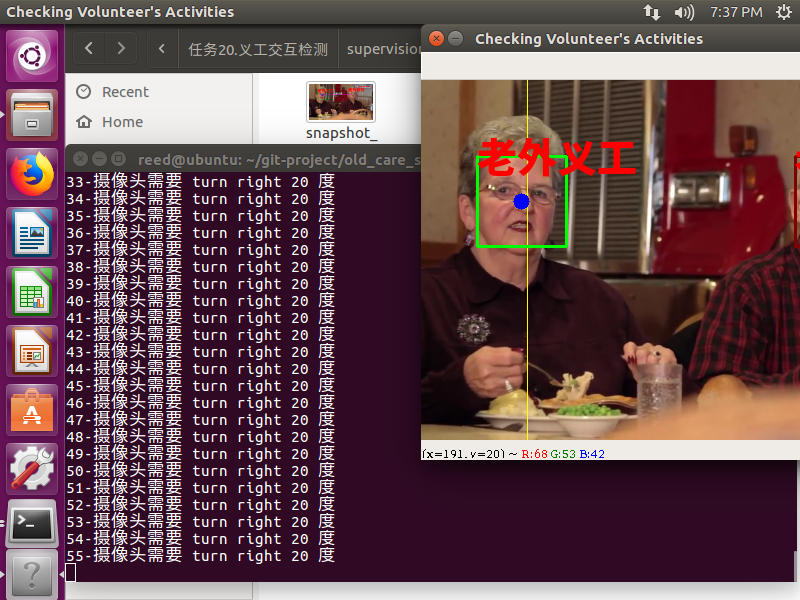 Checking Volunteer's Activities
7:37 PM
任务20.义工交互检测
supervision
Checking Volunteer's Activities
Recent
Home
snapshot_
reed@ubuntu: ~/git-project/old_care_s
老外义工
33-摄像头需要 turn right 20 度
34-摄像头需要 turn right 20 度
35-摄像头需要 turn right 20 度
36-摄像头需要 turn right 20 度
37-摄像头需要 turn right 20 度
38-摄像头需要 turn right 20 度
39-摄像头需要 turn right 20 度
40-摄像头需要 turn right 20 度
41-摄像头需要 turn right 20 度
42-摄像头需要 turn right 20 度
43-摄像头需要 turn right 20 度
44-摄像头需要 turn right 20 度
45-摄像头需要 turn right 20 度
46-摄像头需要 turn right 20 度
47-摄像头需要 turn right 20 度
48-摄像头需要 turn right 20 度
49-摄像头需要 turn right 20 度
50-摄像头需要 turn right 20 度
51-摄像头需要 turn right 20 度
52-摄像头需要 turn right 20 度
53-摄像头需要 turn right 20 度
54-摄像头需要 turn right 20 度
55-摄像头需要 turn right 20 度
(x=191, y=20) ~ R:68 G:53 B:42